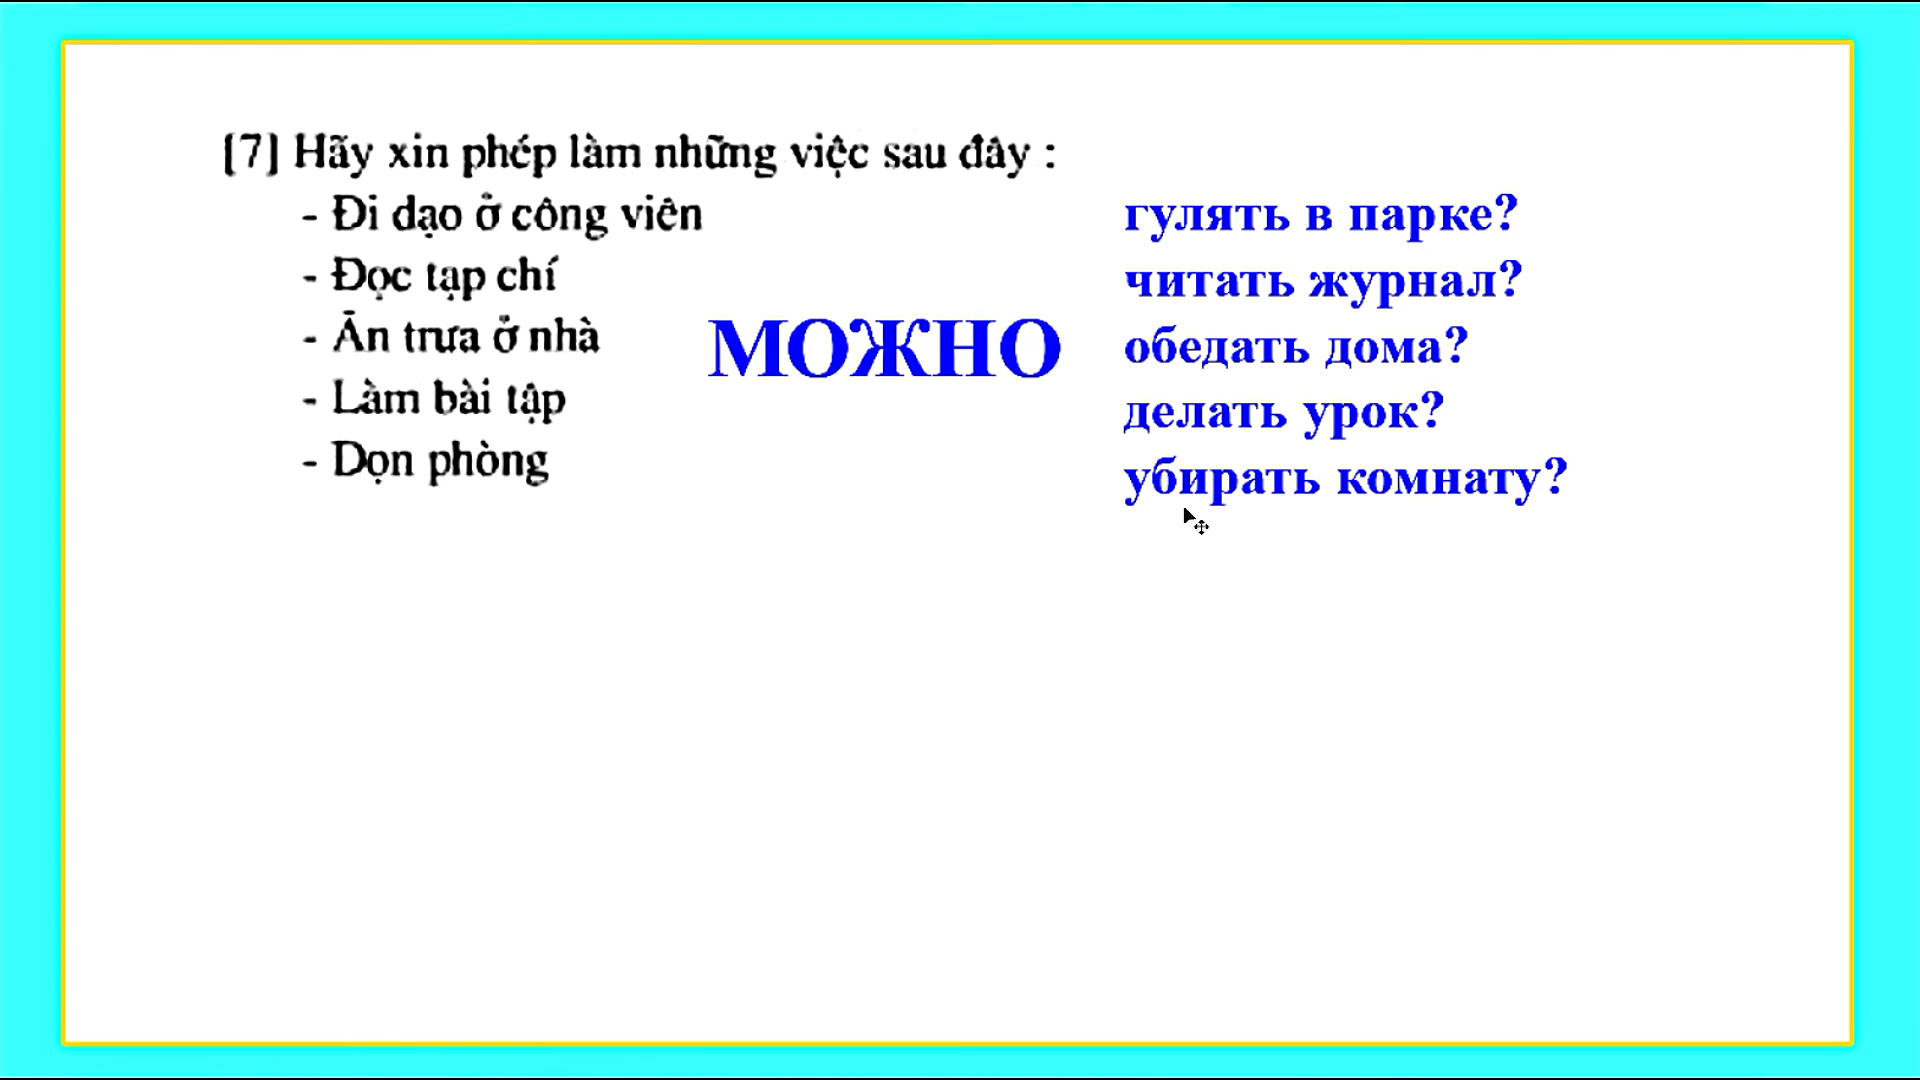 [7] Hãy xin phép làm những việc sau đây :
- Đi dạo ở công viên
- Đọc tạp chí
- Ăn trưa ở nhà
- Làm bài tập
- Dọn phòng
МОЖНО
гулять в парке?
читать журнал?
обедать дома?
делать урок?
убирать комнату?